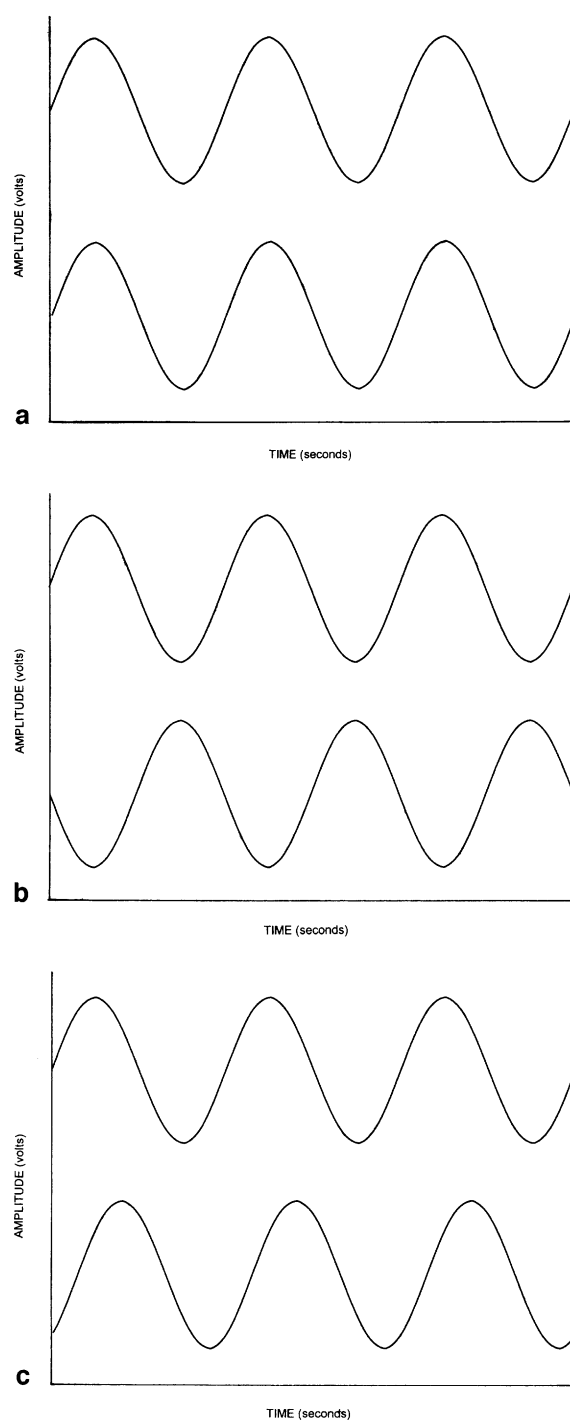 AMPLITUDE (volts)
a
TIME (seconds)
AMPLITUDE (volts)
b
TIME (seconds)
AMPLITUDE (volts)
c
TIME (seconds)